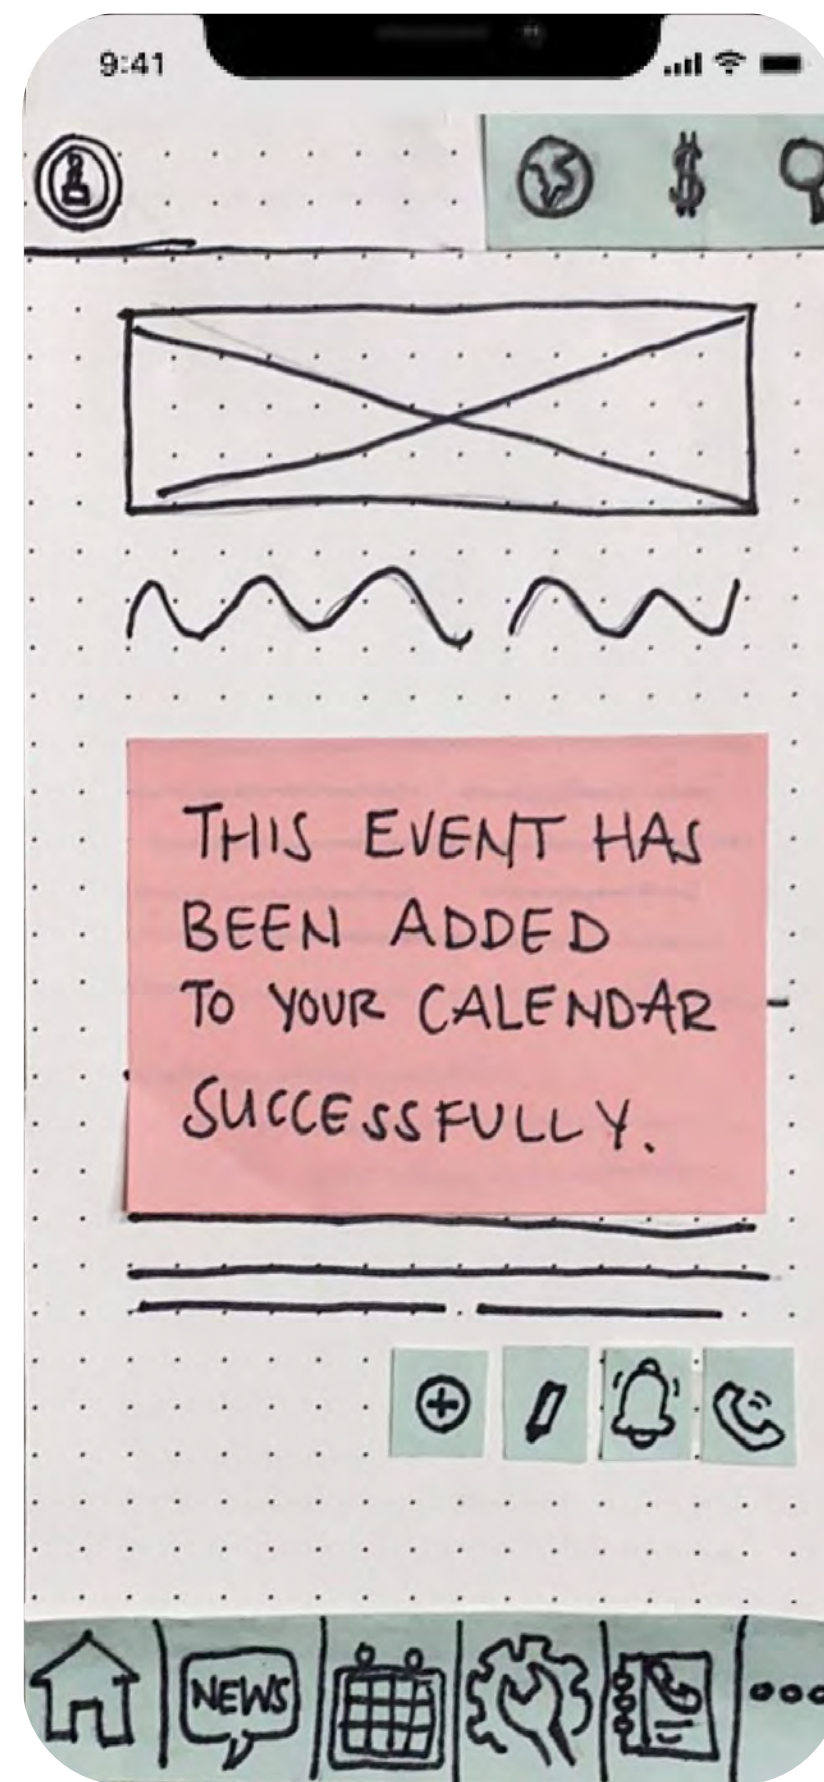 9:41
$
THIS EVENT HAS
BEEN ADDED
TO YOUR CALENDAR
SUCCESSFULLY.
NEWS